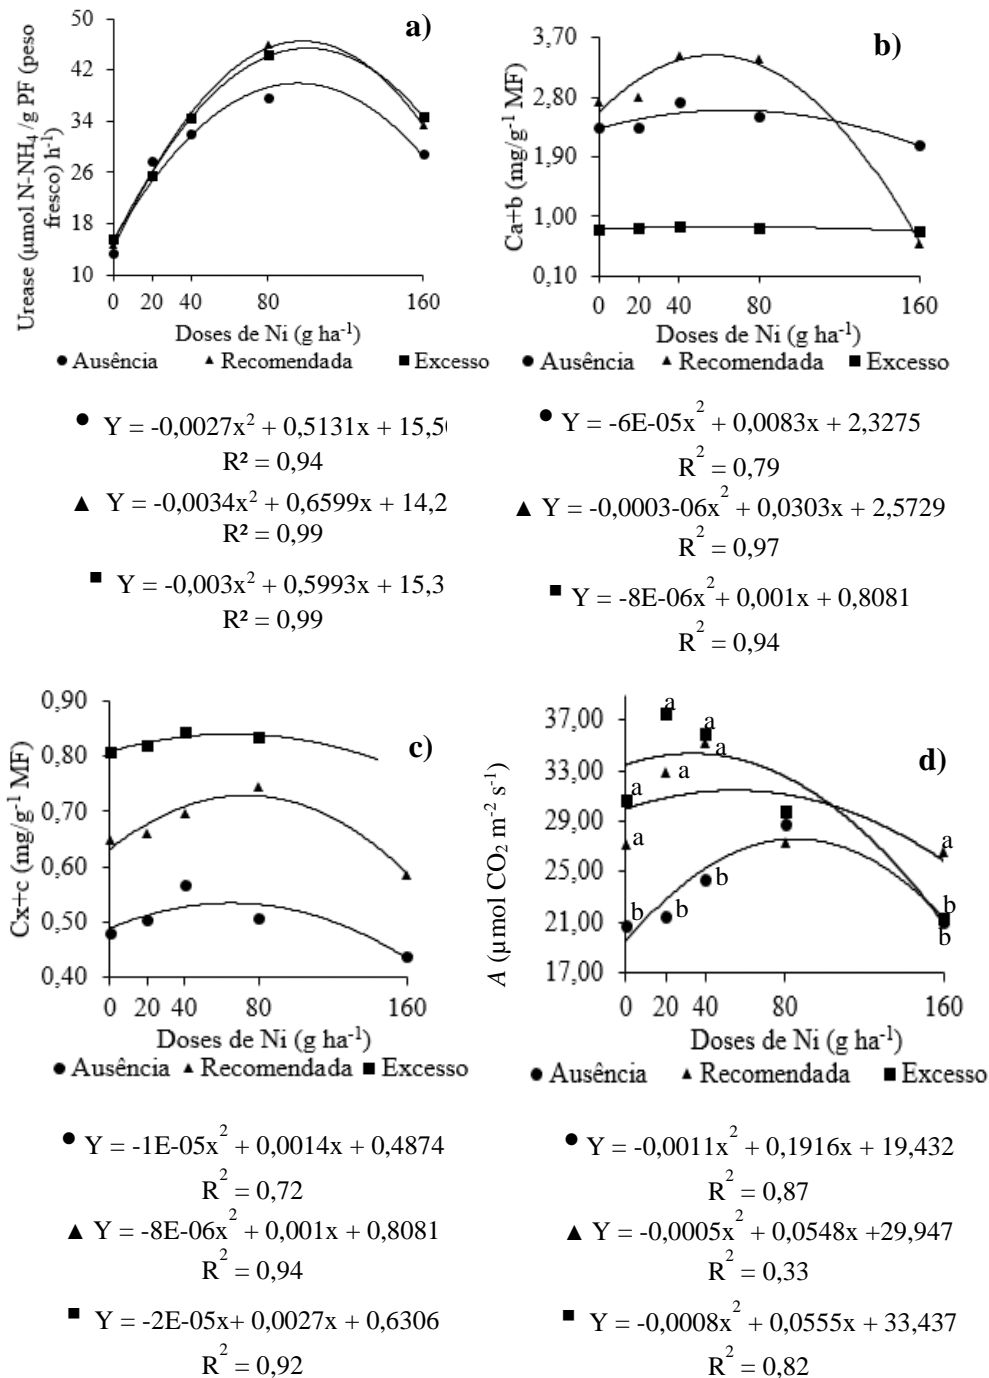 a)
Urease (µmol N-NH4 /g PF (peso
fresco) h-1)
50
42
34
26
18
10
0 20 40 80 160
Doses de Ni (g ha-1)
● Ausência ▲ Recomendada ■ Excesso
● Y = -0,0027x2 + 0,5131x + 15,5
R² = 0,94
▲ Y = -0,0034x2 + 0,6599x + 14,2
R² = 0,99
■ Y = -0,003x2 + 0,5993x + 15,3
R² = 0,99
b)
Ca+b (mg/g-1 MF)
3,70
2,80
1,90
1,00
0,10
0 20 40 80 160
Doses de Ni (g ha-1)
● Ausência ▲ Recomendada ■ Excesso
● Y = -6E-05x2 + 0,0083x + 2,3275
R2 = 0,79
▲ Y = -0,0003-06x2 + 0,0303x + 2,5729
R2 = 0,97
■ Y = -8E-06x2+ 0,001x + 0,8081
R2 = 0,94
c)
Cx+c (mg/g-1 MF)
0,90
0,80
0,70
0,60
0,50
0,40
0 20 40 80 160
Doses de Ni (g ha-1)
● Ausência ▲ Recomendada ■ Excesso
● Y = -1E-05x2 + 0,0014x + 0,4874
R2 = 0,72
▲ Y = -8E-06x2 + 0,001x + 0,8081
R2 = 0,94
■ Y = -2E-05x+ 0,0027x + 0,6306
R2 = 0,92
d)
A (µmol CO2 m-2 s-1)
37,00
33,00
29,00
25,00
21,00
17,00
a
a
a
a
a
a
a
b
b
b
b
b
0 20 40 80 160
Doses de Ni (g ha-1)
● Ausência ▲ Recomendada ■ Excesso
● Y = -0,0011x2 + 0,1916x + 19,432
R2 = 0,87
▲ Y = -0,0005x2 + 0,0548x +29,947
R2 = 0,33
■ Y = -0,0008x2 + 0,0555x + 33,437
R2 = 0,82